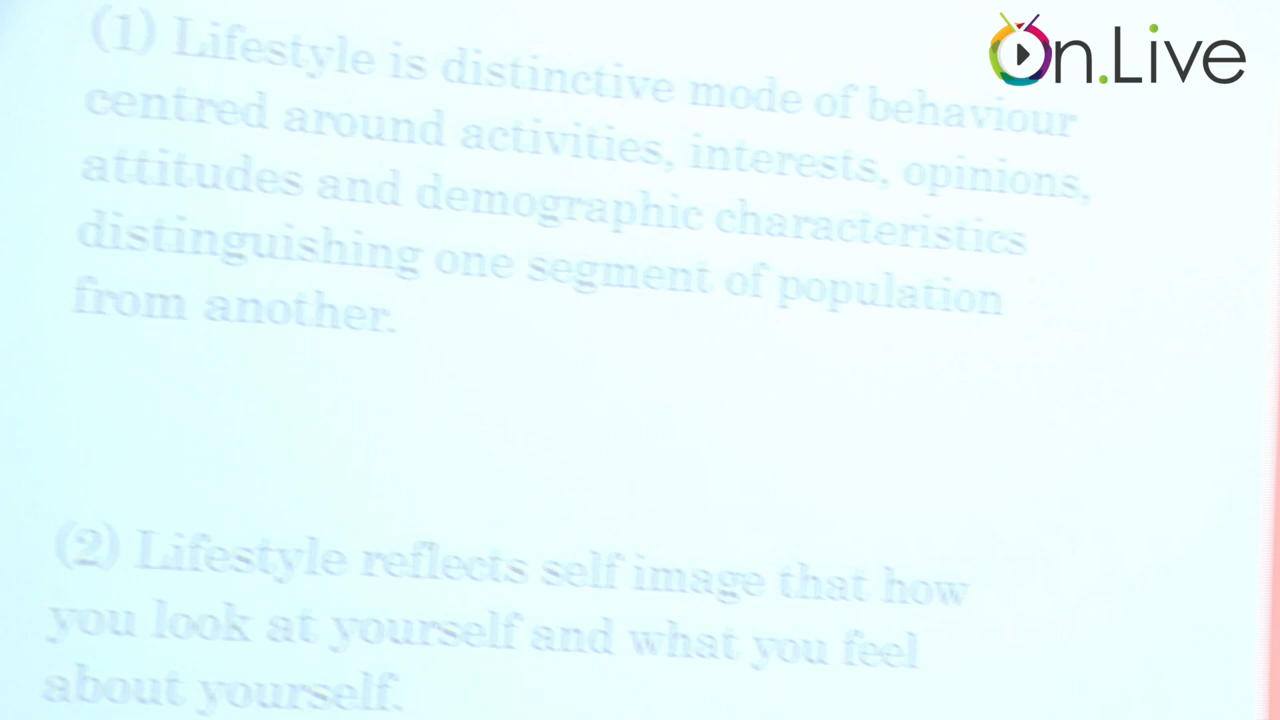 On.Live
(1) Lifestyle is distinctive mode of behaviour
centred around activities, interests, opinions,
attitudes and demographic characteristics
distinguishing one segment of population
from another.
(2) Lifestyle reflects self image that how
you look at yourself and what you feel
about yourself.